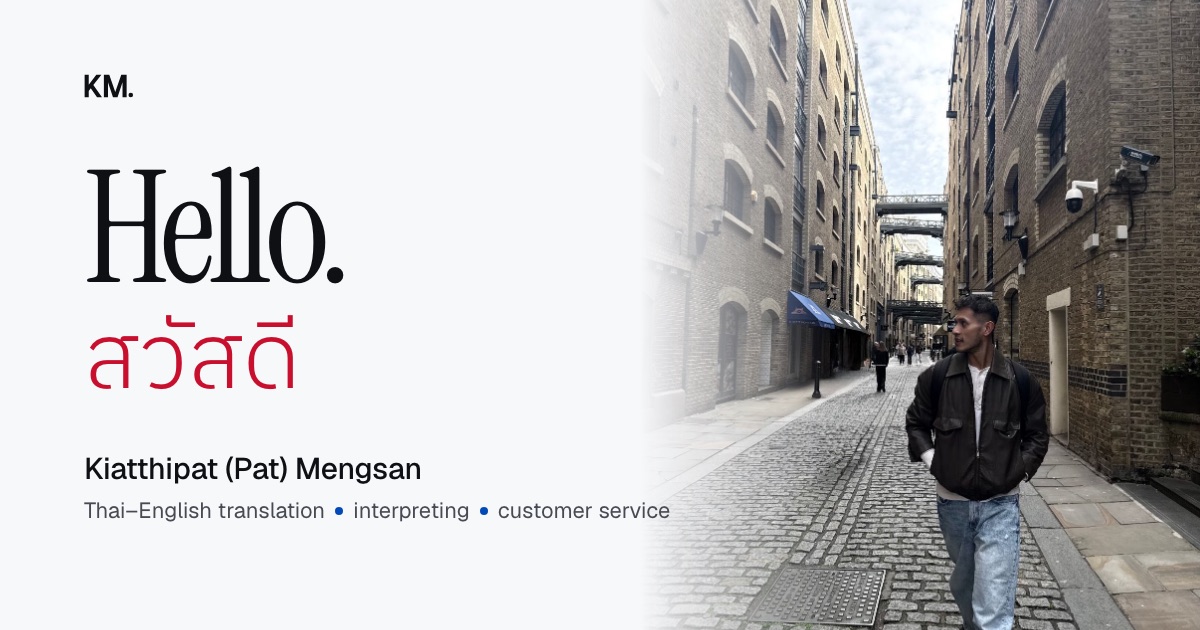 KM.
Hello.
สวัสดี
Kiatthipat (Pat) Mengsan
Thai–English translation • interpreting • customer service